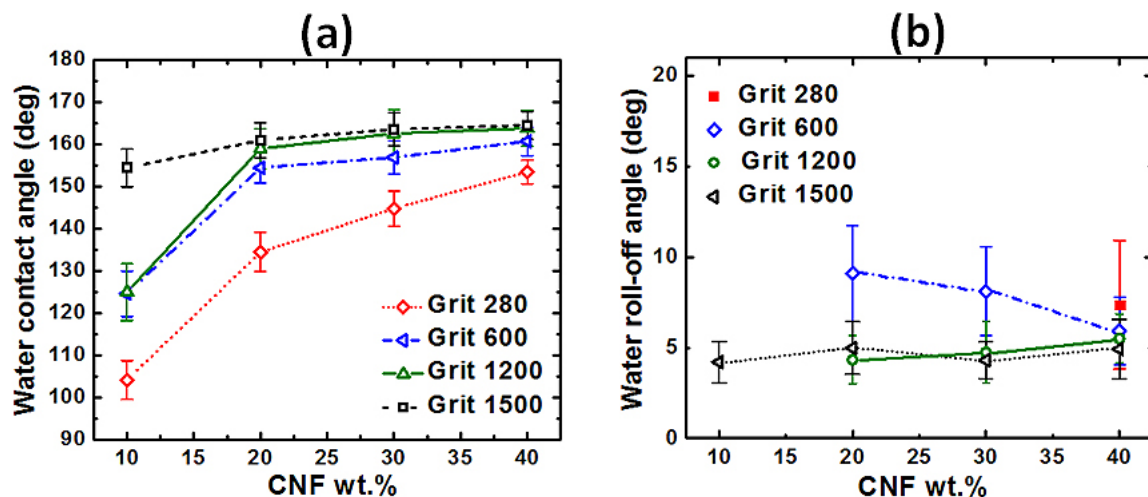 (a)
Water contact angle (deg)
180
170
160
150
140
130
120
110
100
90
10 15 20 25 30 35 40
CNF wt.%
Grit 280
Grit 600
Grit 1200
Grit 1500
(b)
Water roll-off angle (deg)
20
15
10
5
0
10 15 20 25 30 35 40
CNF wt.%
Grit 280
Grit 600
Grit 1200
Grit 1500